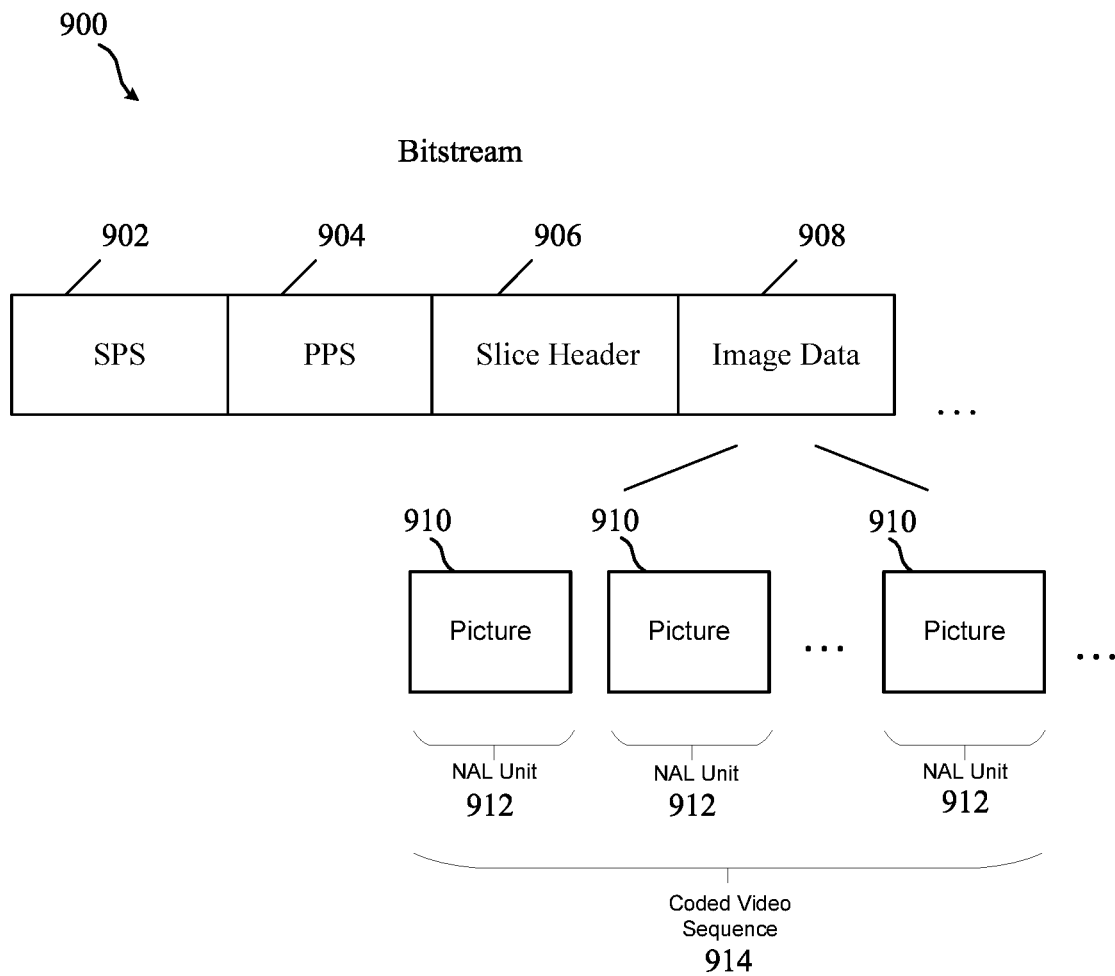 900
Bitstream
902 904 906 908
SPS PPS Slice Header Image Data ...
910 910 910
Picture Picture ... Picture ...
NAL Unit NAL Unit NAL Unit
912 912 912
Coded Video
Sequence
914